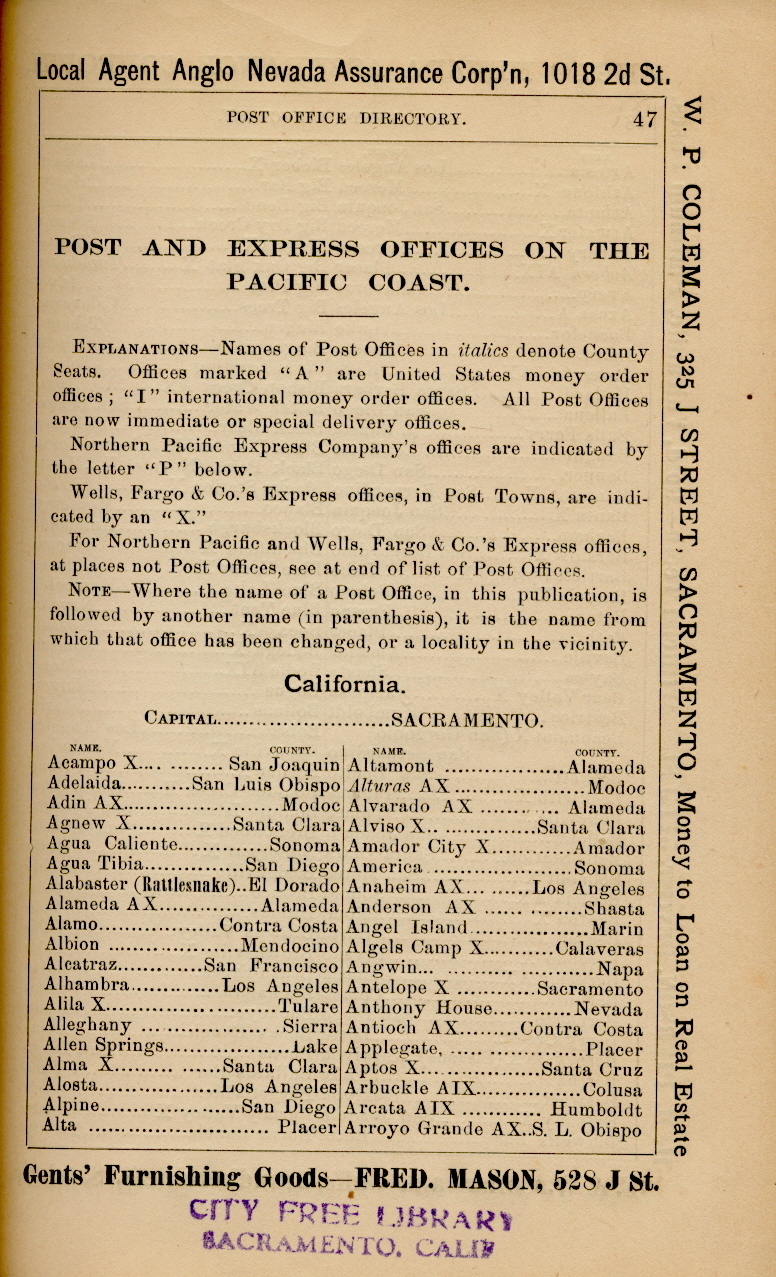 Local Agent Anglo Nevada Assurance Corp'n, 1018 2d St.
POST OFFICE DIRECTORY. 47
POST AND EXPRESS OFFICES ON THE
PACIFIC COAST.
EXPLANATIONS—Names of Post Offices in italics denote County
Seats. Offices marked "A" are United States money order
offices; "I" international money order offices. All Post Offices
are now immediate or special delivery offices.
Northern Pacific Express Company's offices are indicated by
the letter "P" below.
Wells, Fargo & Co.'s Express offices, in Post Towns, are indi-
cated by an "X."
For Northern Pacific and Wells, Fargo & Co.'s Express offices,
at places not Post Offices, see at end of list of Post Offices.
NOTE—Where the name of a Post Office, in this publication, is
followed by another name (in parenthesis), it is the name from
which that office has been changed, or a locality in the vicinity.
California.
CAPITAL..........................SACRAMENTO.
NAME. COUNTY.
Acampo X.... ........ San Joaquin
Adelaida..........San Luis Obispo
Adin AX.......................Modoc
Agnew X..............Santa Clara
Agua Caliente.............Sonoma
Agua Tibia...............San Diego
Alabaster (Rattlesnake)..El Dorado
Alameda AX...............Alameda
Alamo..................Contra Costa
Albion ....................Mendocino
Alcatraz.............San Francisco
Alhambra.............Los Angeles
Alila X..........................Tulare
Alleghany ..................... .Sierra
Allen Springs...................Lake
Alma X................Santa Clara
Alosta..................Los Angeles
Alpine.....................San Diego
Alta ........................... Placer
NAME. COUNTY.
Altamont ..................Alameda
Alturas AX....................Modoc
Alvarado AX ........... Alameda
Alviso X.. ..............Santa Clara
Amador City X............Amador
America ......................Sonoma
Anaheim AX... ......Los Angeles
Anderson AX ...... ........Shasta
Angel Island..................Marin
Algels Camp X..........Calaveras
Angwin... .......... ...........Napa
Antelope X ............Sacramento
Anthony House............Nevada
Antioch AX.........Contra Costa
Applegate, ..... ...............Placer
Aptos X..................Santa Cruz
Arbuckle AIX................Colusa
Arcata AIX ............ Humboldt
Arroyo Grande AX..S. L. Obispo
W. P. COLEMAN, 325 J STREET, SACRAMENTO, Money to Loan on Real Estate
Gents' Furnishing Goods—FRED. MASON, 528 J St.
CITY FREE LIBRARY
SACRAMENTO. CALIF